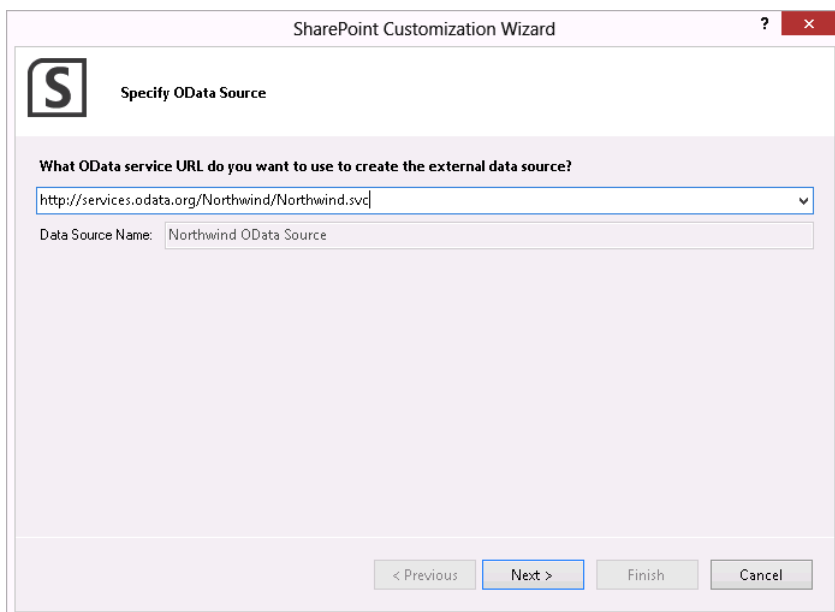 SharePoint Customization Wizard
?
S
Specify OData Source
What OData service URL do you want to use to create the external data source?
http://services.odata.org/Northwind/Northwind.svc
Data Source Name: Northwind OData Source
< Previous Next > Finish Cancel